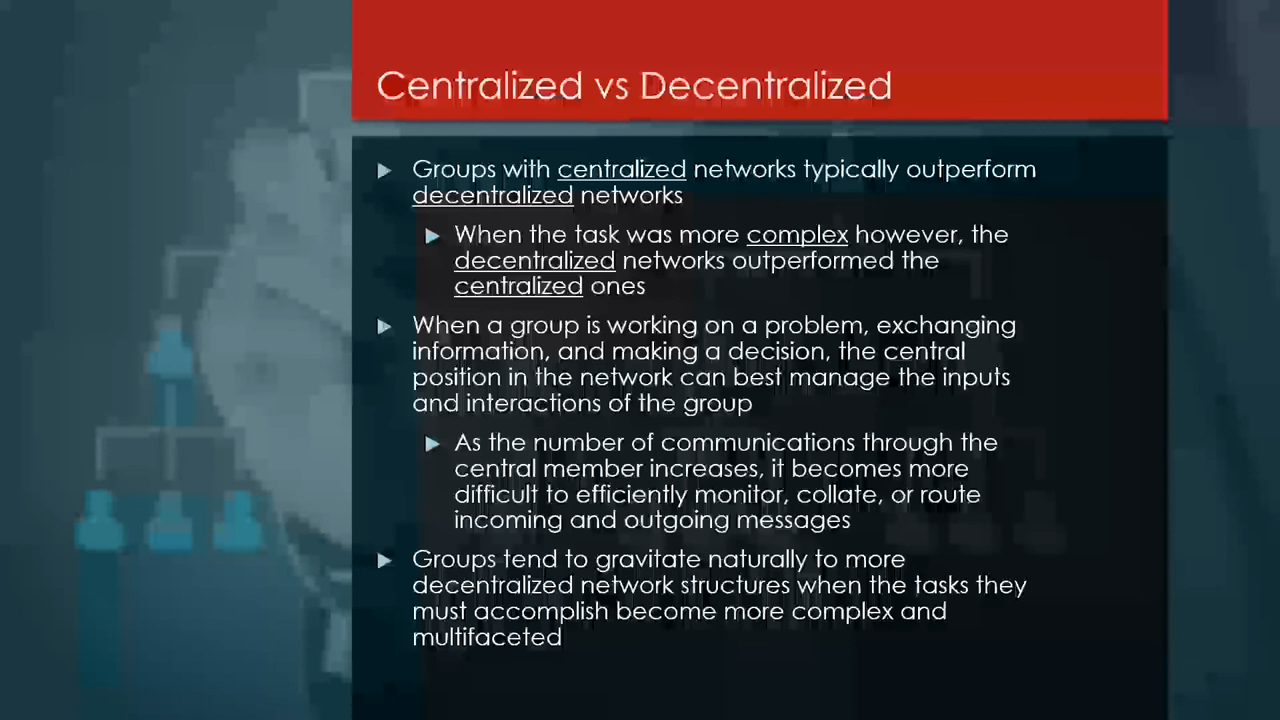 Centralized vs Decentralized
Groups with centralized networks typically outperform
decentralized networks
When the task was more complex however, the
decentralized networks outperformed the
centralized ones
When a group is working on a problem, exchanging
information, and making a decision, the central
position in the network can best manage the inputs
and interactions of the group
As the number of communications through the
central member increases, it becomes more
difficult to efficiently monitor, collate, or route
incoming and outgoing messages
Groups tend to gravitate naturally to more
decentralized network structures when the tasks they
must accomplish become more complex and
multifaceted